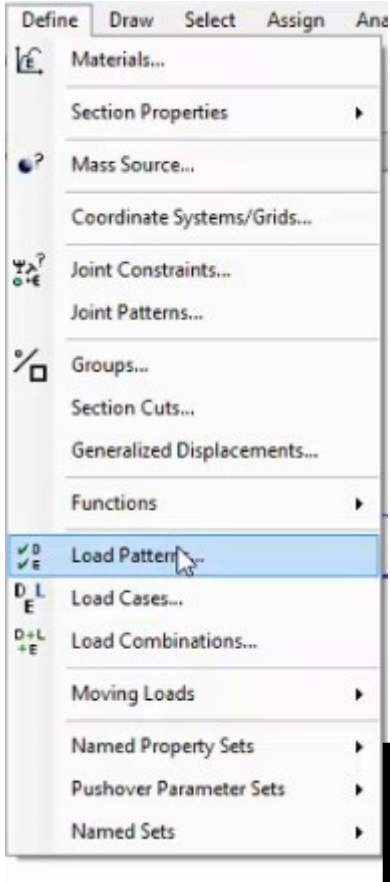 Define Draw Select Assign Ana
Materials...
Section Properties
Mass Source...
Coordinate Systems/Grids...
Joint Constraints...
Joint Patterns...
Groups...
Section Cuts...
Generalized Displacements...
Functions
Load Patterns...
Load Cases...
Load Combinations...
Moving Loads
Named Property Sets
Pushover Parameter Sets
Named Sets